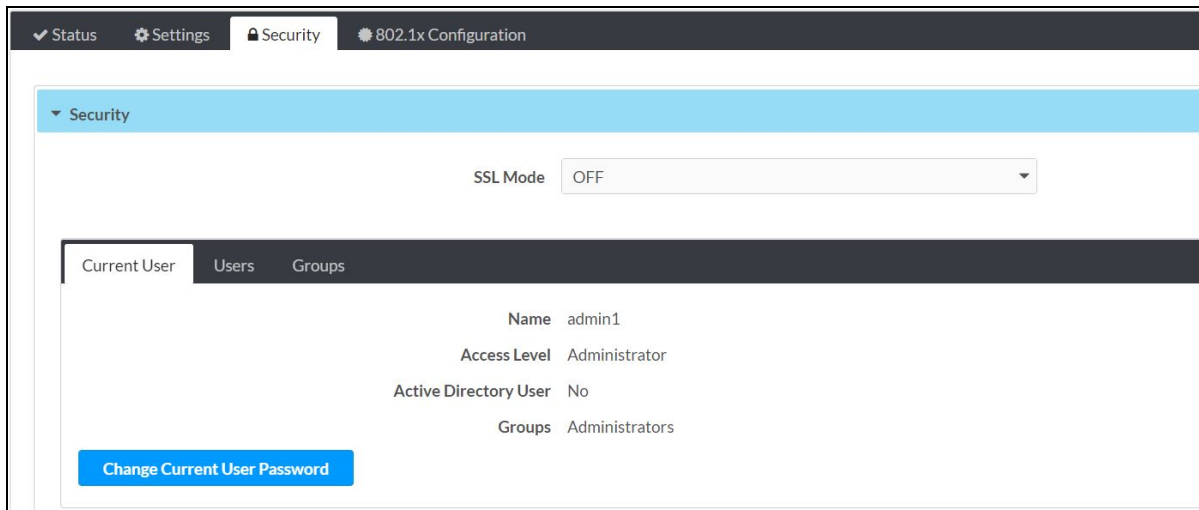 Status Settings Security 802.1x Configuration
Security
SSL Mode OFF
Current User Users Groups
Name admin1
Access Level Administrator
Active Directory User No
Groups Administrators
Change Current User Password